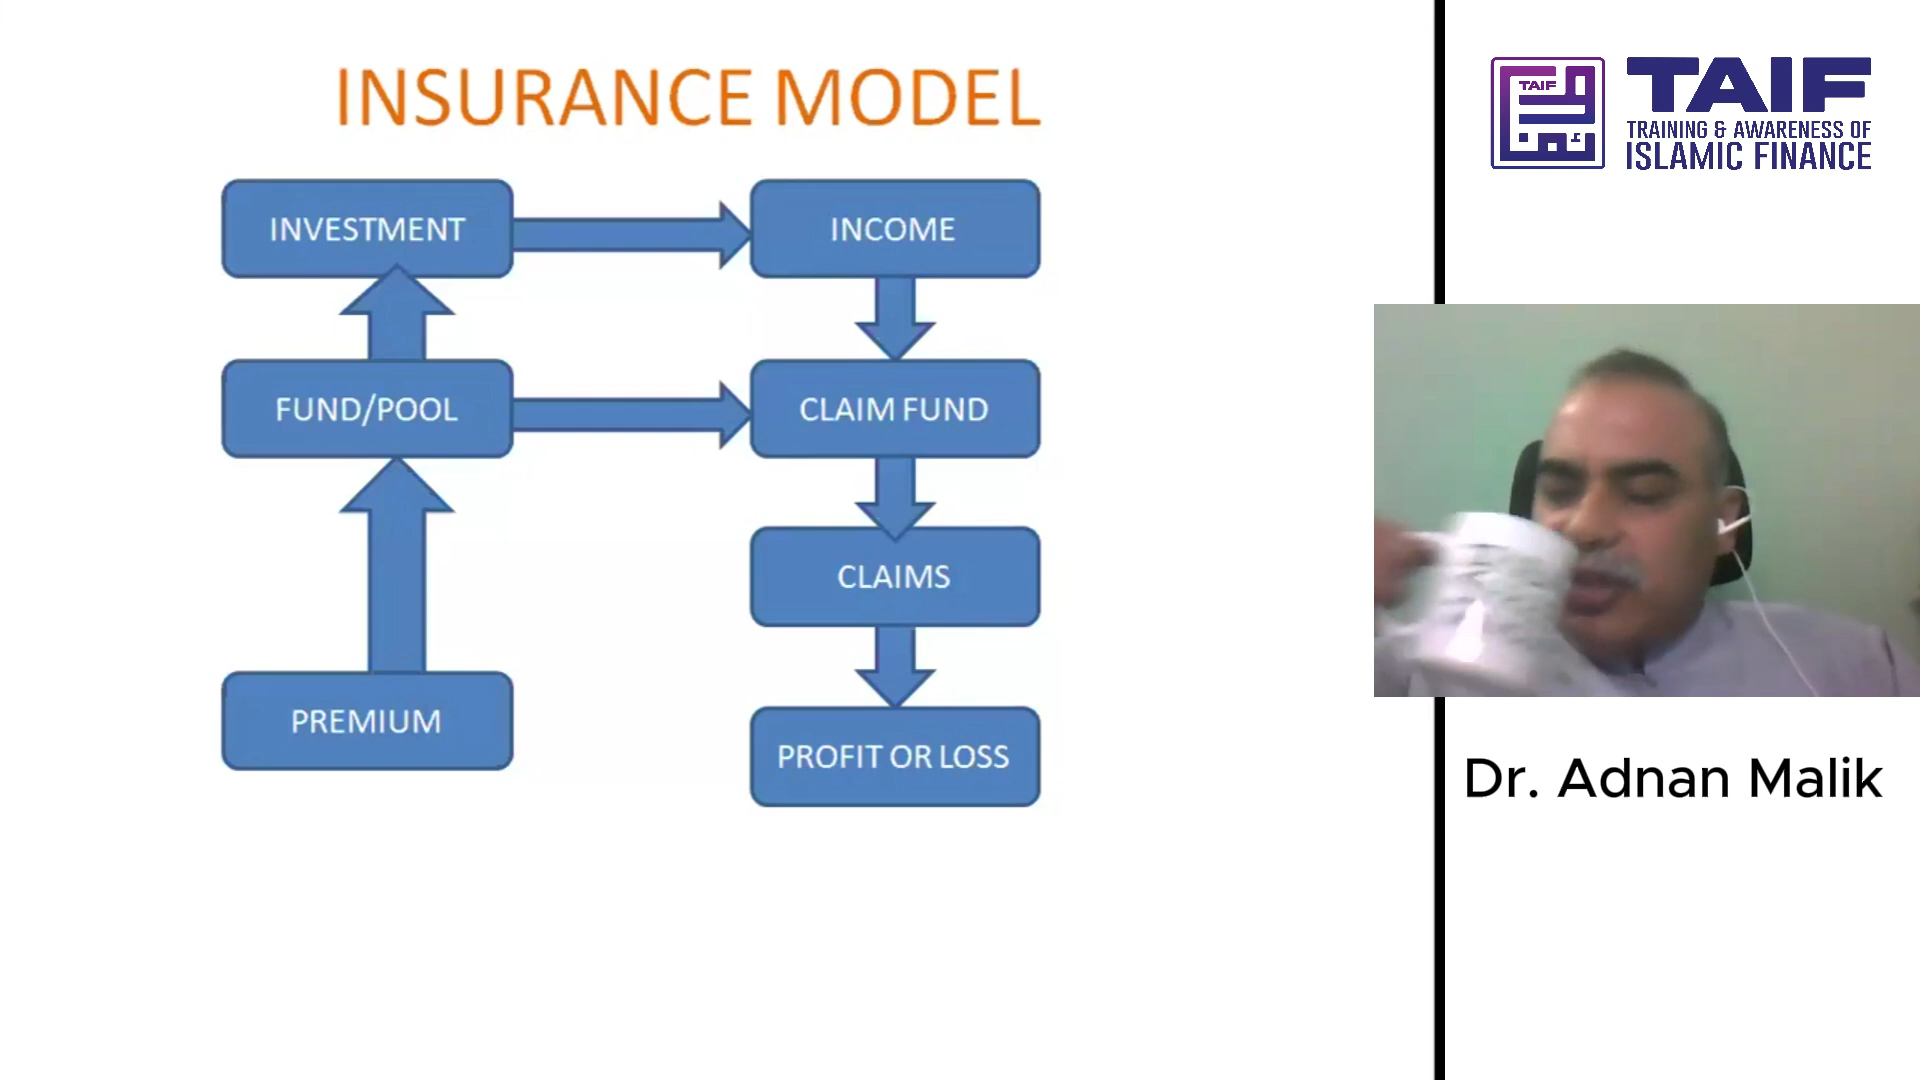 INSURANCE MODEL
INVESTMENT
INCOME
FUND/POOL
CLAIM FUND
CLAIMS
PREMIUM
PROFIT OR LOSS
TAIF
TAIF
TRAINING & AWARENESS OF
ISLAMIC FINANCE
Dr. Adnan Malik